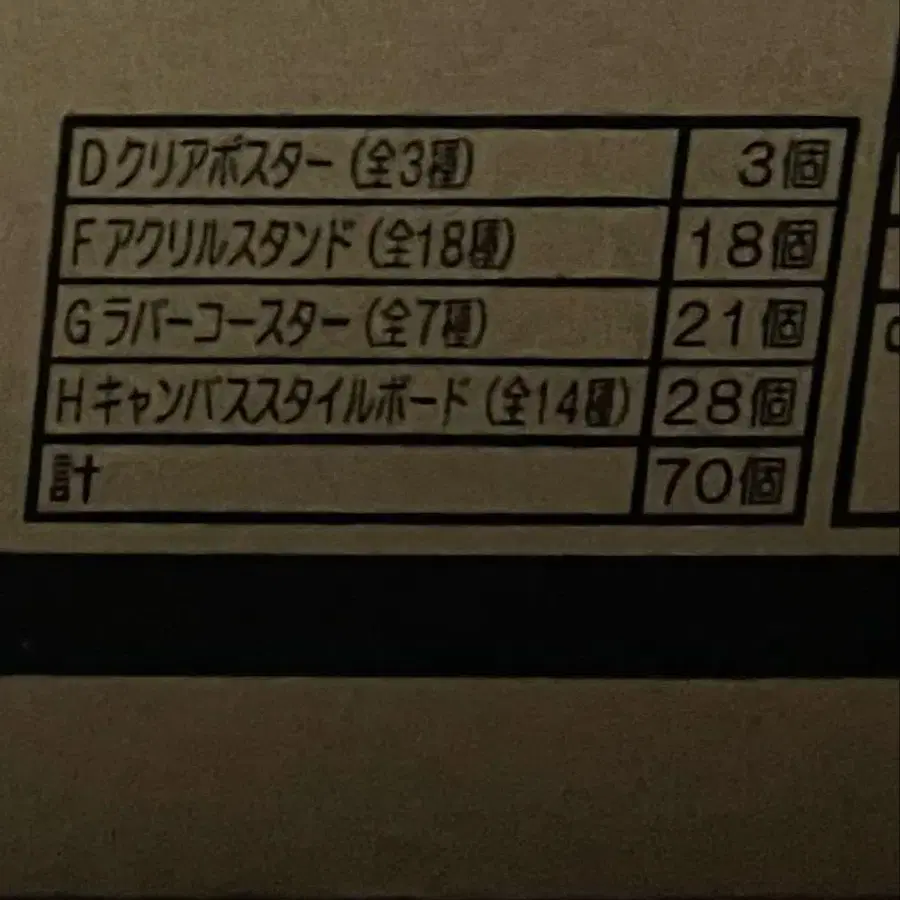 Dクリアポスター(全3種) 3個
Fアクリルスタンド(全18種) 18個
Gラバーコースター(全7種) 21個
Hキャンバススタイルボード(全14種) 28個
計 70個